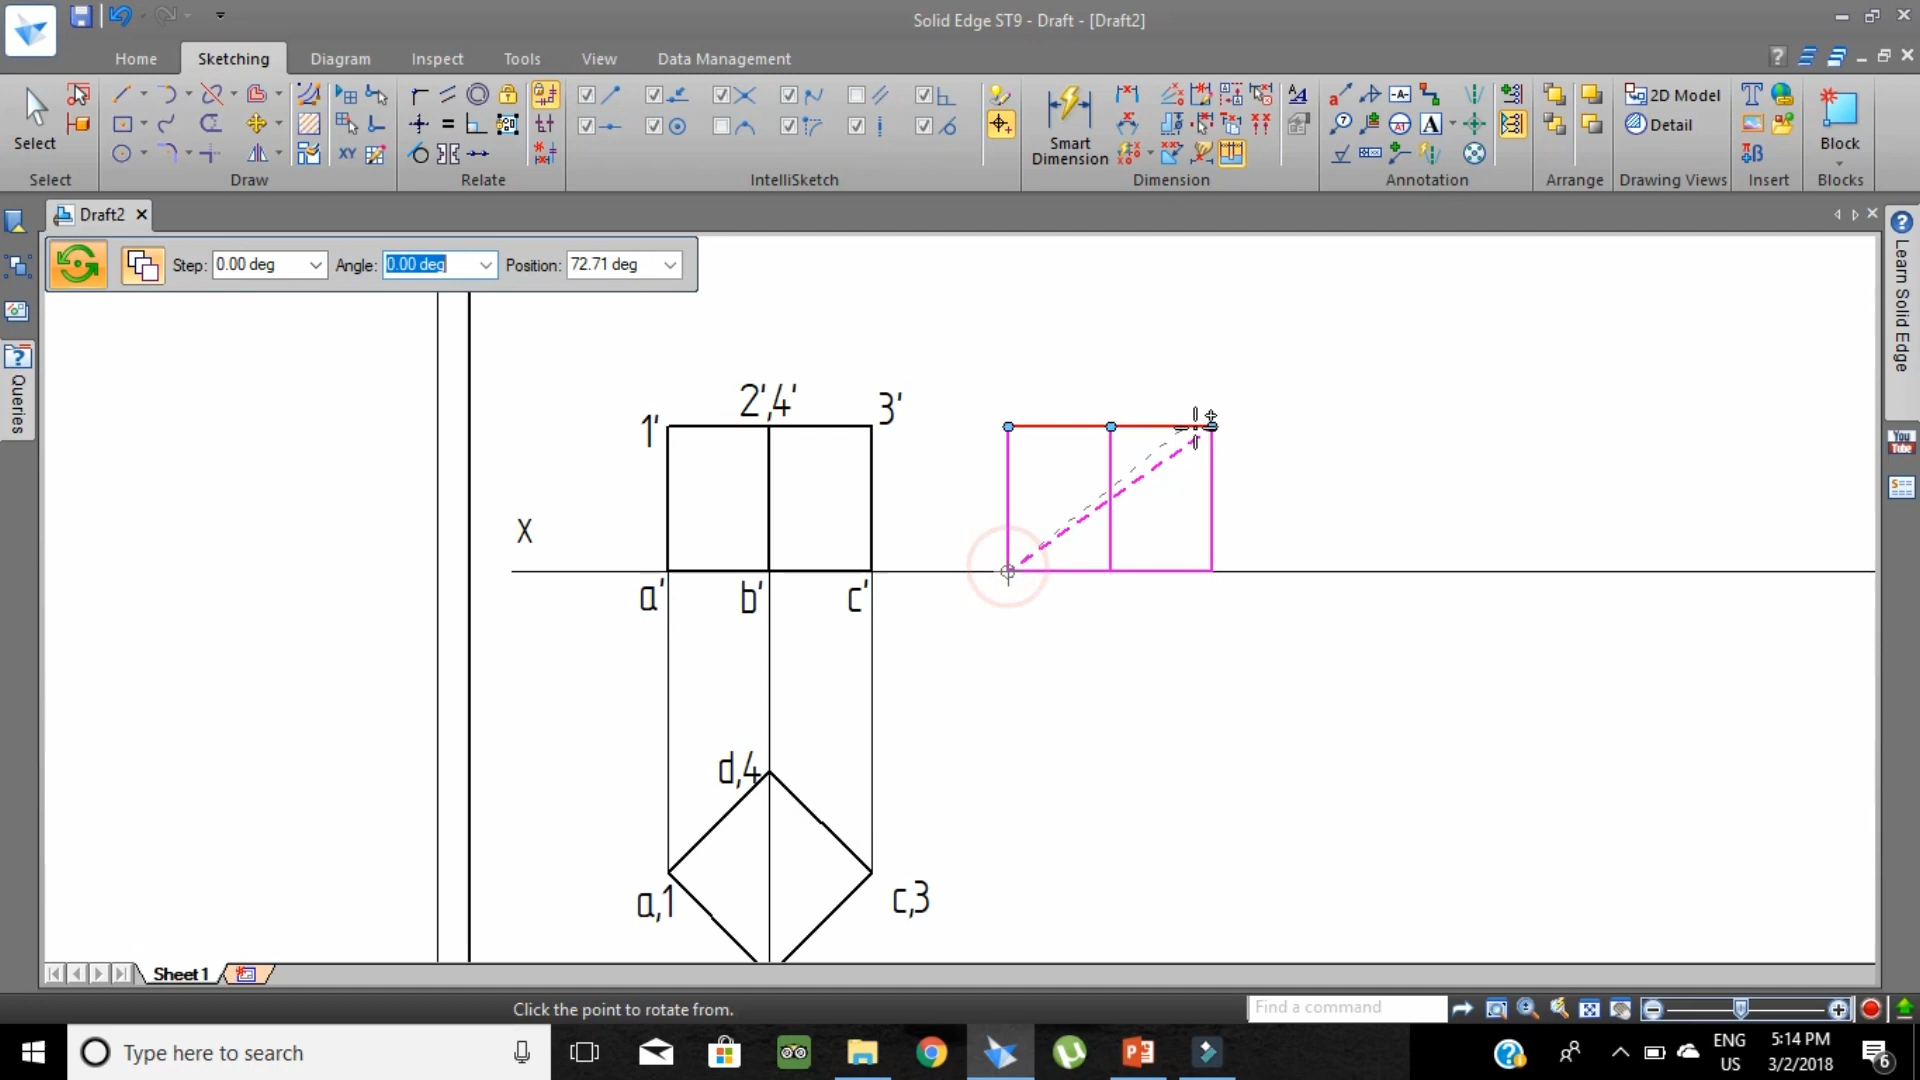 Solid Edge ST9 - Draft - [Draft2]
Home Sketching Diagram Inspect Tools View Data Management
Select
Smart Dimension
2D Model
Detail
Block
Select Draw Relate IntelliSketch Dimension Annotation Arrange Drawing Views Insert Blocks
Draft2
Step: 0.00 deg Angle: 0.00 deg Position: 72.71 deg
Learn Solid Edge
Queries
You Tube
1' 2',4' 3'
X
a' b' c'
d,4
a,1 c,3
Sheet1
Click the point to rotate from.
Find a command
Type here to search
ENG US
5:14 PM
3/2/2018
6